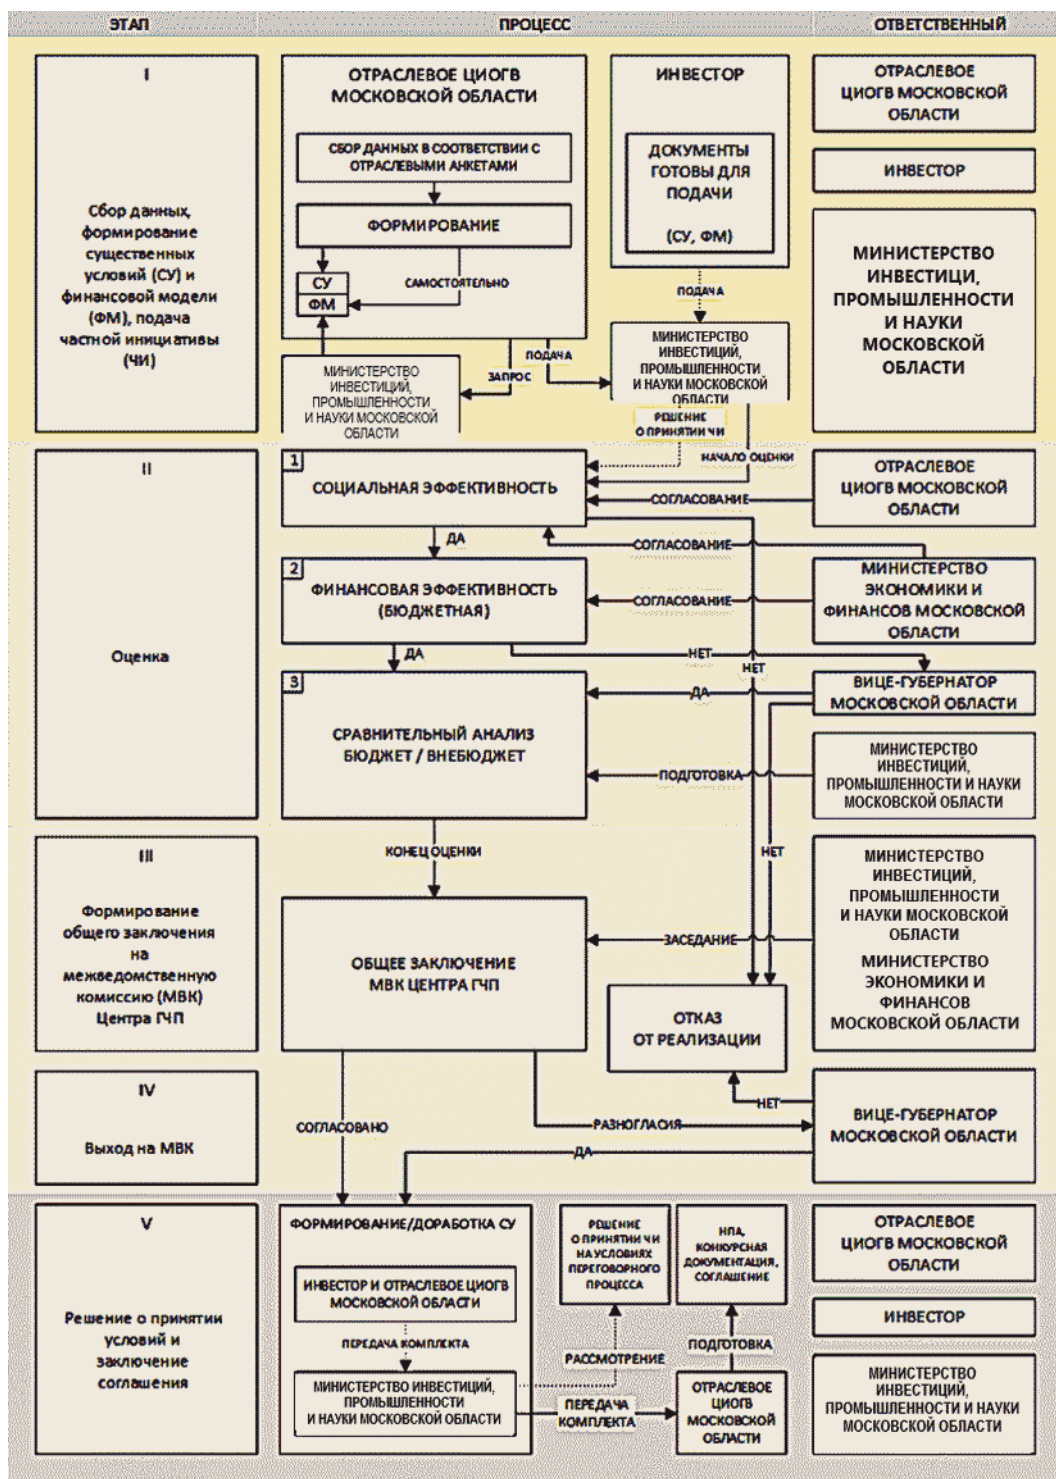 ЭТАП
ПРОЦЕСС
ОТВЕТСТВЕННЫЙ
I
Сбор данных,
формирование
существенных
условий (СУ) и
финансовой модели
(ФМ), подача
частной инициативы
(ЧИ)
ОТРАСЛЕВОЕ ЦИОГВ
МОСКОВСКОЙ ОБЛАСТИ
СБОР ДАННЫХ В СООТВЕТСТВИИ С
ОТРАСЛЕВЫМИ АНКЕТАМИ
ФОРМИРОВАНИЕ
СУ
ФМ
САМОСТОЯТЕЛЬНО
ИНВЕСТОР
ДОКУМЕНТЫ
ГОТОВЫ ДЛЯ
ПОДАЧИ
(СУ, ФМ)
ПОДАЧА
МИНИСТЕРСТВО
ИНВЕСТИЦИЙ,
ПРОМЫШЛЕННОСТИ
И НАУКИ МОСКОВСКОЙ
ОБЛАСТИ
ПОДАЧА
ЗАПРОС
МИНИСТЕРСТВО
ИНВЕСТИЦИЙ,
ПРОМЫШЛЕННОСТИ
И НАУКИ МОСКОВСКОЙ
ОБЛАСТИ
РЕШЕНИЕ
О ПРИНЯТИИ ЧИ
НАЧАЛО ОЦЕНКИ
ОТРАСЛЕВОЕ
ЦИОГВ МОСКОВСКОЙ
ОБЛАСТИ
ИНВЕСТОР
МИНИСТЕРСТВО
ИНВЕСТИЦИ,
ПРОМЫШЛЕННОСТИ
И НАУКИ
МОСКОВСКОЙ
ОБЛАСТИ
II
Оценка
1
СОЦИАЛЬНАЯ ЭФФЕКТИВНОСТЬ
СОГЛАСОВАНИЕ
ОТРАСЛЕВОЕ
ЦИОГВ МОСКОВСКОЙ
ОБЛАСТИ
ДА
СОГЛАСОВАНИЕ
2
ФИНАНСОВАЯ ЭФФЕКТИВНОСТЬ
(БЮДЖЕТНАЯ)
СОГЛАСОВАНИЕ
МИНИСТЕРСТВО
ЭКОНОМИКИ И
ФИНАНСОВ МОСКОВСКОЙ
ОБЛАСТИ
ДА
НЕТ
НЕТ
3
СРАВНИТЕЛЬНЫЙ АНАЛИЗ
БЮДЖЕТ / ВНЕБЮДЖЕТ
ДА
ВИЦЕ-ГУБЕРНАТОР
МОСКОВСКОЙ ОБЛАСТИ
ПОДГОТОВКА
МИНИСТЕРСТВО
ИНВЕСТИЦИЙ,
ПРОМЫШЛЕННОСТИ И НАУКИ
МОСКОВСКОЙ ОБЛАСТИ
III
Формирование
общего заключения
на
межведомственную
комиссию (МВК)
Центра ГЧП
КОНЕЦ ОЦЕНКИ
НЕТ
ОБЩЕЕ ЗАКЛЮЧЕНИЕ
МВК ЦЕНТРА ГЧП
ЗАСЕДАНИЕ
ОТКАЗ
ОТ РЕАЛИЗАЦИИ
МИНИСТЕРСТВО
ИНВЕСТИЦИЙ,
ПРОМЫШЛЕННОСТИ
И НАУКИ МОСКОВСКОЙ
ОБЛАСТИ
МИНИСТЕРСТВО
ЭКОНОМИКИ И
ФИНАНСОВ
МОСКОВСКОЙ ОБЛАСТИ
IV
Выход на МВК
СОГЛАСОВАНО
РАЗНОГЛАСИЯ
НЕТ
ДА
ВИЦЕ-ГУБЕРНАТОР
МОСКОВСКОЙ ОБЛАСТИ
V
Решение о принятии
условий и
заключение
соглашения
ФОРМИРОВАНИЕ/ДОРАБОТКА СУ
ИНВЕСТОР И ОТРАСЛЕВОЕ ЦИОГВ
МОСКОВСКОЙ ОБЛАСТИ
ПЕРЕДАЧА КОМПЛЕКТА
МИНИСТЕРСТВО ИНВЕСТИЦИЙ,
ПРОМЫШЛЕННОСТИ
И НАУКИ МОСКОВСКОЙ ОБЛАСТИ
РЕШЕНИЕ
О ПРИНЯТИИ ЧИ
НА УСЛОВИЯХ
ПЕРЕГОВОРНОГО
ПРОЦЕССА
РАССМОТРЕНИЕ
ПЕРЕДАЧА
КОМПЛЕКТА
НПА,
КОНКУРСНАЯ
ДОКУМЕНТАЦИЯ,
СОГЛАШЕНИЕ
ПОДГОТОВКА
ОТРАСЛЕВОЕ
ЦИОГВ
МОСКОВСКОЙ
ОБЛАСТИ
ОТРАСЛЕВОЕ
ЦИОГВ МОСКОВСКОЙ
ОБЛАСТИ
ИНВЕСТОР
МИНИСТЕРСТВО
ИНВЕСТИЦИЙ,
ПРОМЫШЛЕННОСТИ И НАУКИ
МОСКОВСКОЙ ОБЛАСТИ